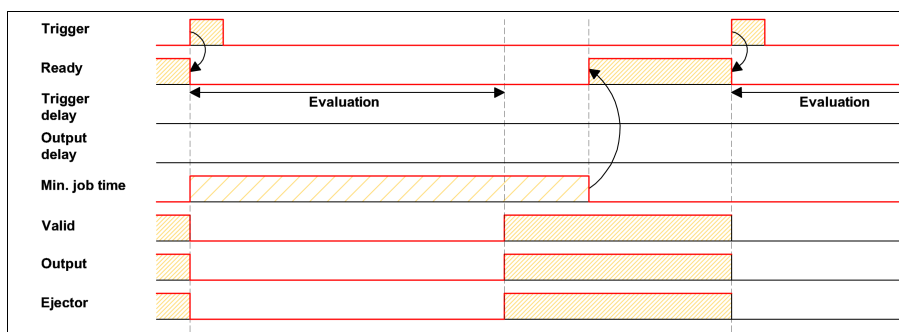 Trigger
Ready
Evaluation
Evaluation
Trigger
delay
Output
delay
Min. job time
Valid
Output
Ejector